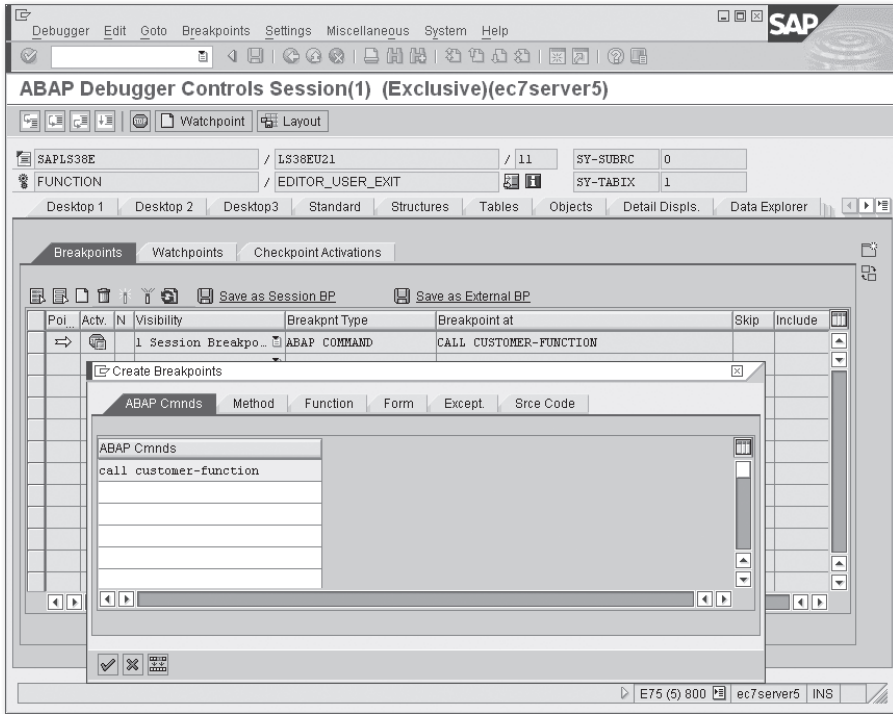 Debugger Edit Goto Breakpoints Settings Miscellaneous System Help
SAP
ABAP Debugger Controls Session(1) (Exclusive)(ec7server5)
Watchpoint Layout
SAPLS38E / LS38EU21 / 11 SY-SUBRC 0
FUNCTION / EDITOR_USER_EXIT SY-TABIX 1
Desktop 1 Desktop 2 Desktop3 Standard Structures Tables Objects Detail Displs. Data Explorer
Breakpoints Watchpoints Checkpoint Activations
Save as Session BP Save as External BP
Poi... Actv. N Visibility Breakpnt Type Breakpoint at Skip Include
1 Session Breakpo… ABAP COMMAND CALL CUSTOMER-FUNCTION
Create Breakpoints
ABAP Cmnds Method Function Form Except. Srce Code
ABAP Cmnds
call customer-function
E75 (5) 800 ec7server5 INS